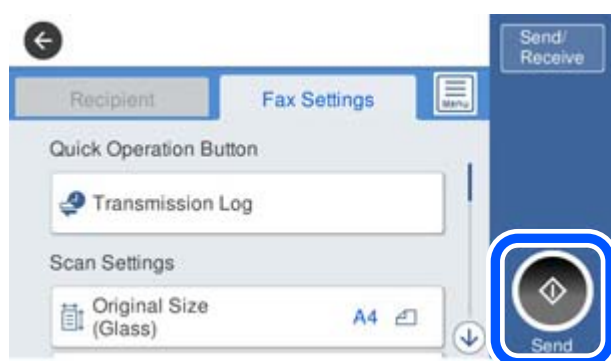 Send/
Receive
Recipient
Fax Settings
Menu
Quick Operation Button
Transmission Log
Scan Settings
Original Size
(Glass)
A4
Send